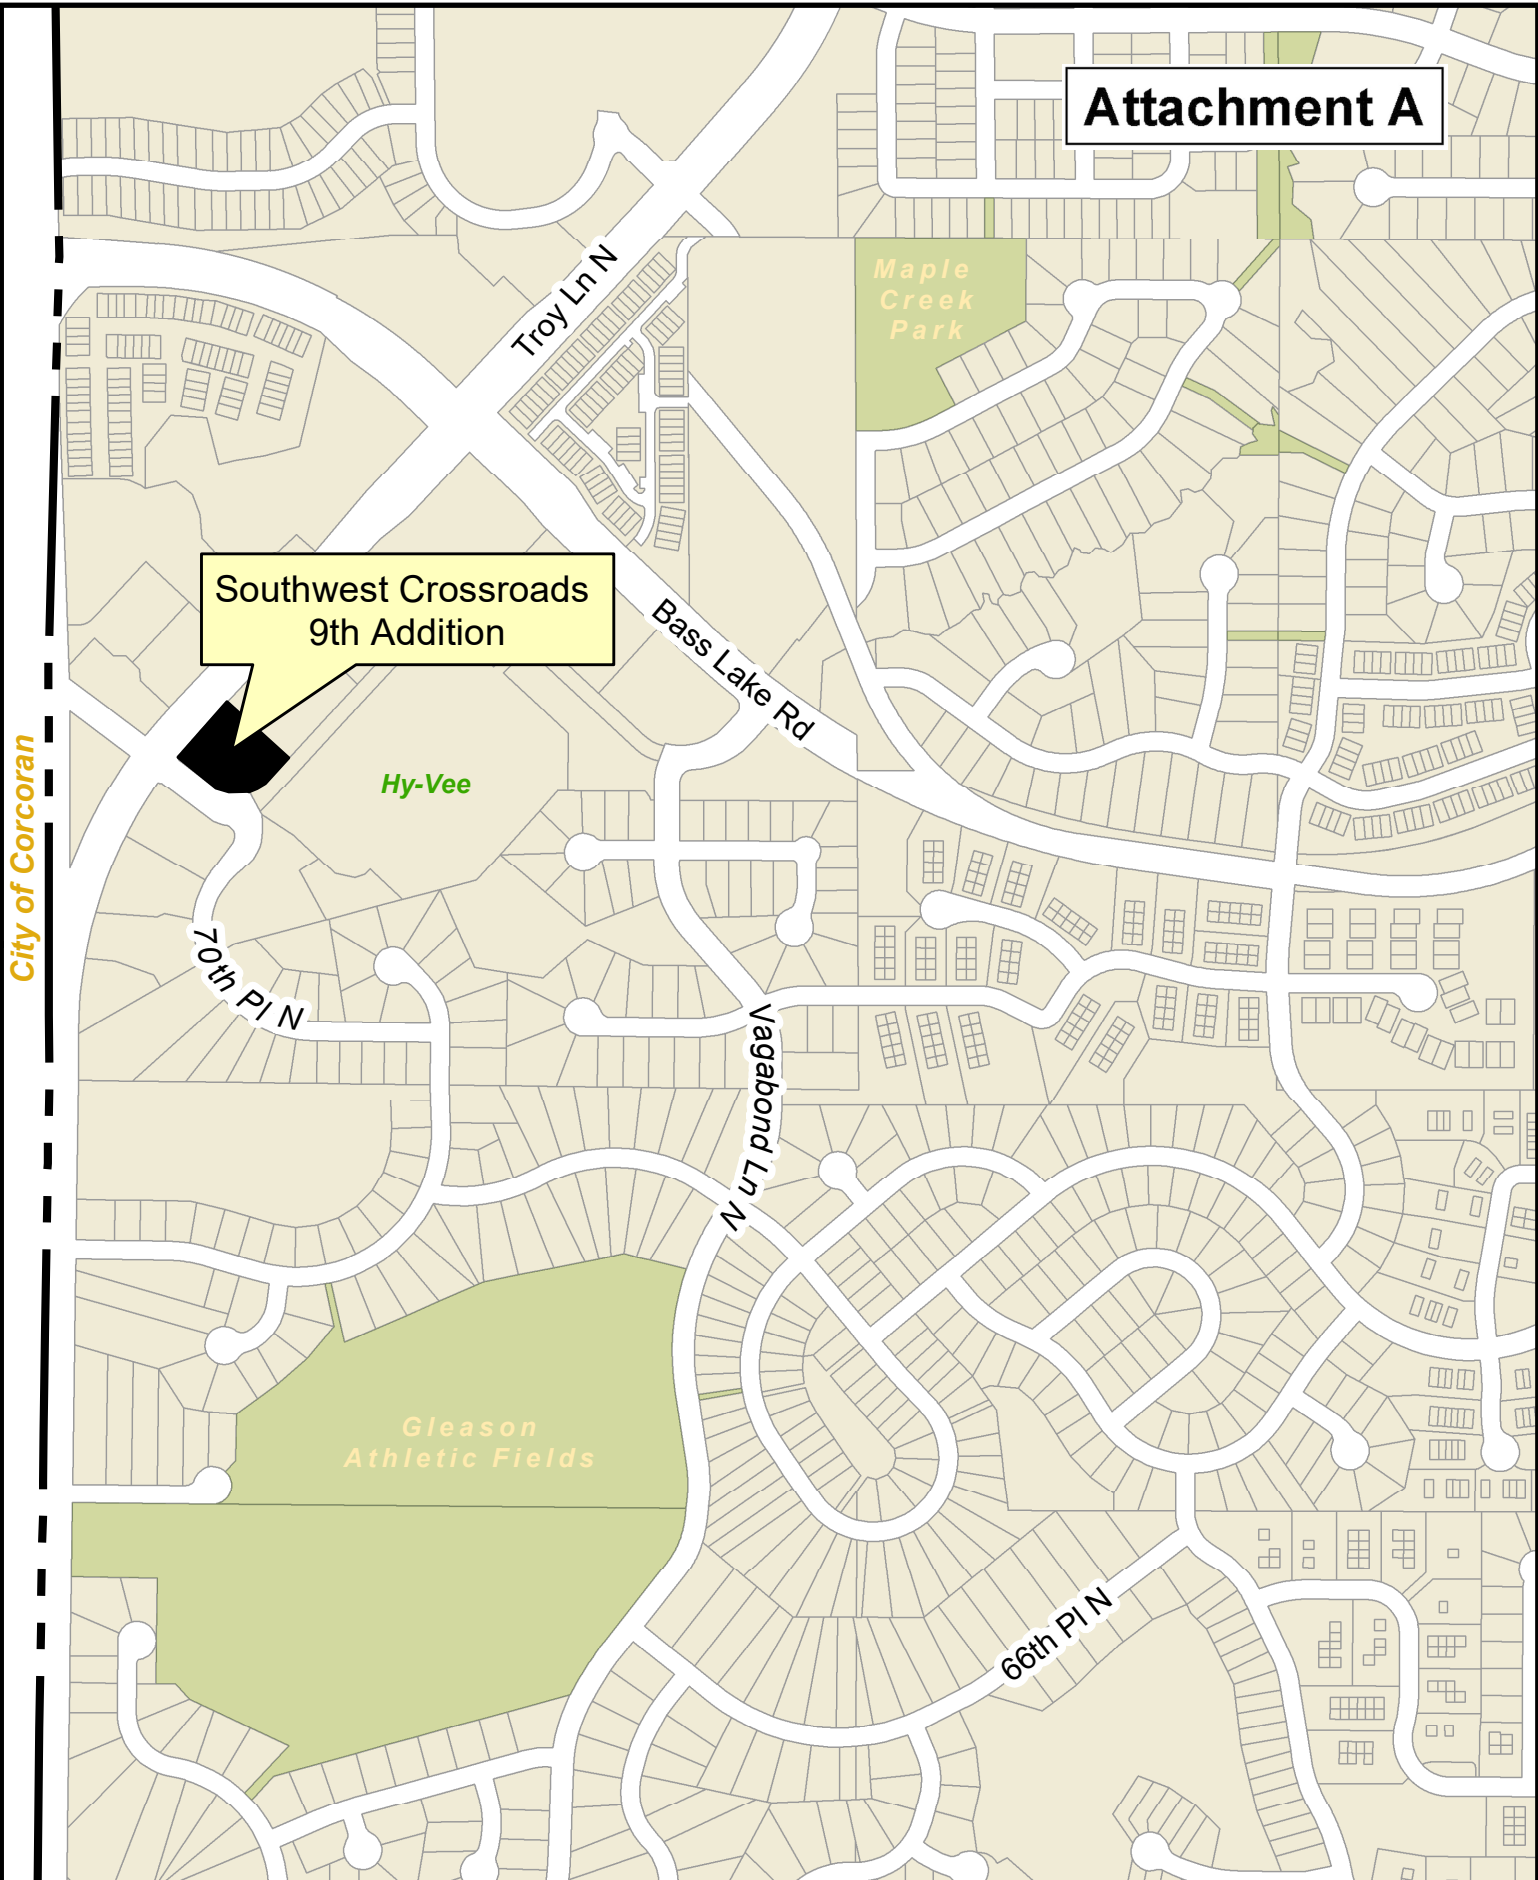 Attachment A
Maple
Creek
Park
Troy Ln N
Southwest Crossroads
9th Addition
Bass Lake Rd
Hy-Vee
City of Corcoran
70th Pl N
Vagabond Ln N
Gleason
Athletic Fields
66th Pl N